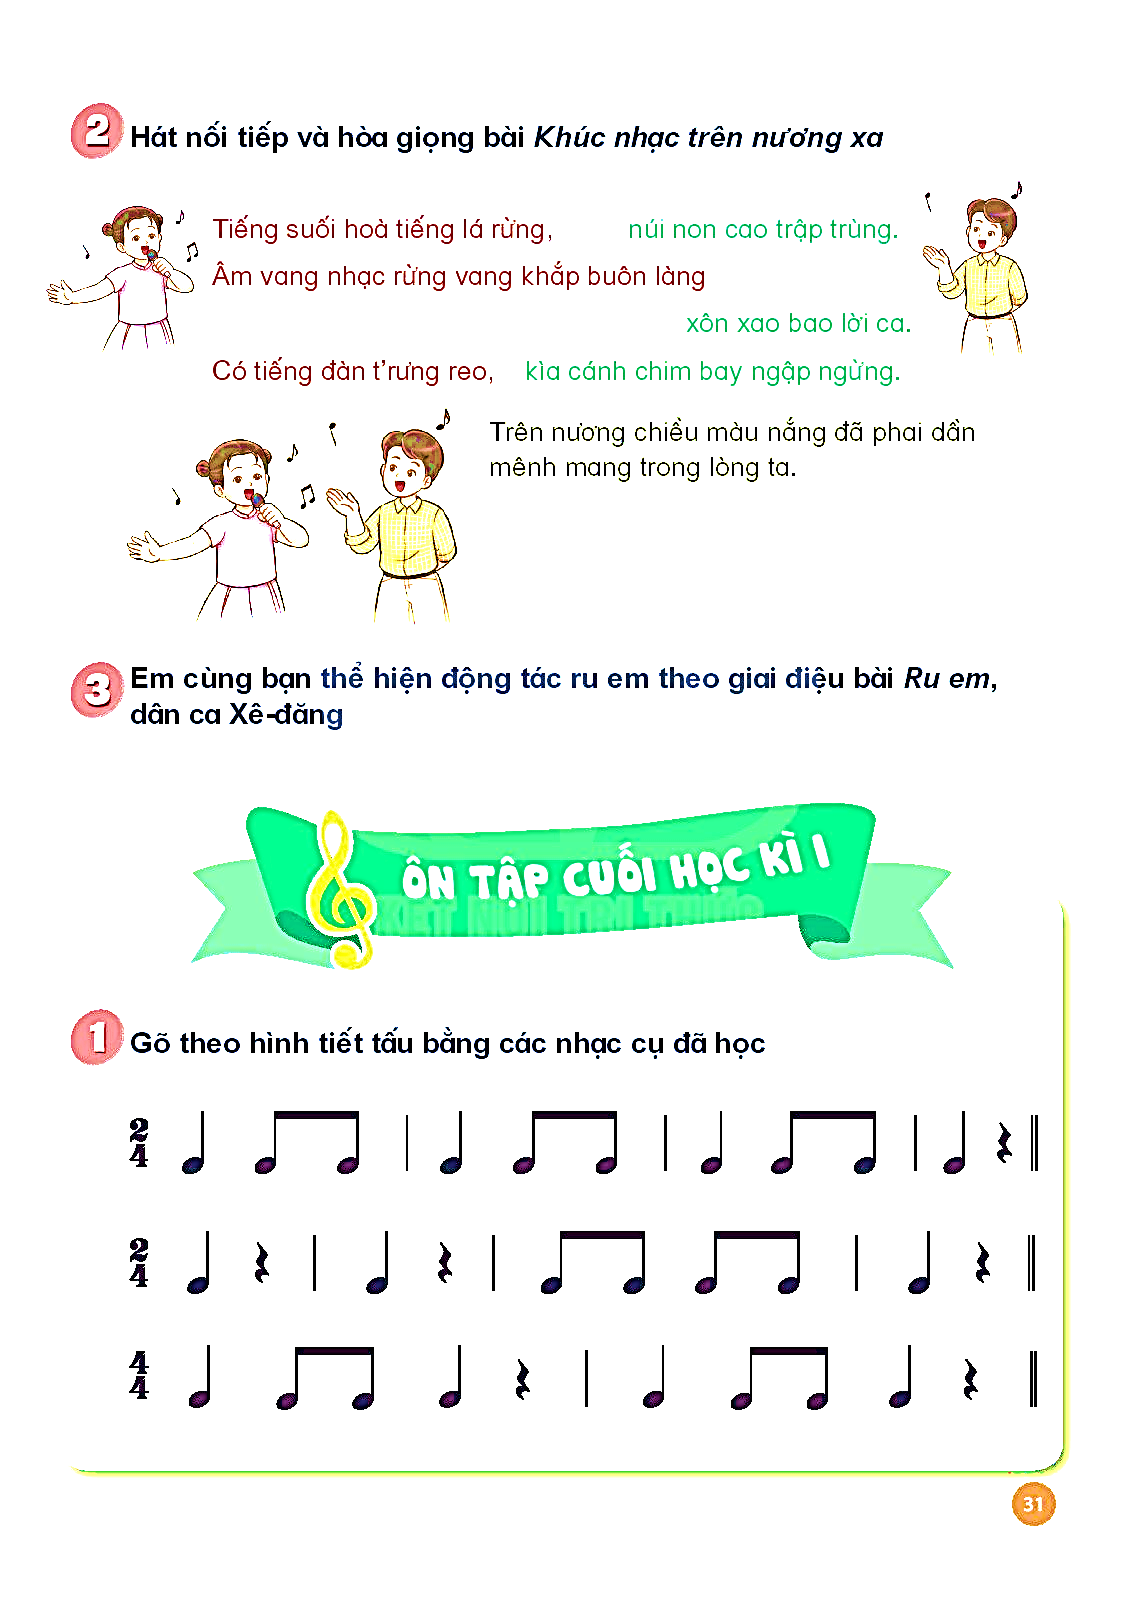 2 Hát nối tiếp và hòa giọng bài Khúc nhạc trên nương xa
Tiếng suối hoà tiếng lá rừng, núi non cao trập trùng.
Âm vang nhạc rừng vang khắp buôn làng
xôn xao bao lời ca.
Có tiếng đàn t’rưng reo, kìa cánh chim bay ngập ngừng.
Trên nương chiều màu nắng đã phai dần
mênh mang trong lòng ta.
3 Em cùng bạn thể hiện động tác ru em theo giai điệu bài Ru em,
dân ca Xê-đăng
ÔN TẬP CUỐI HỌC KÌ 1
KẾT NỐI TRI THỨC
1 Gõ theo hình tiết tấu bằng các nhạc cụ đã học
2
4
2
4
4
4
31